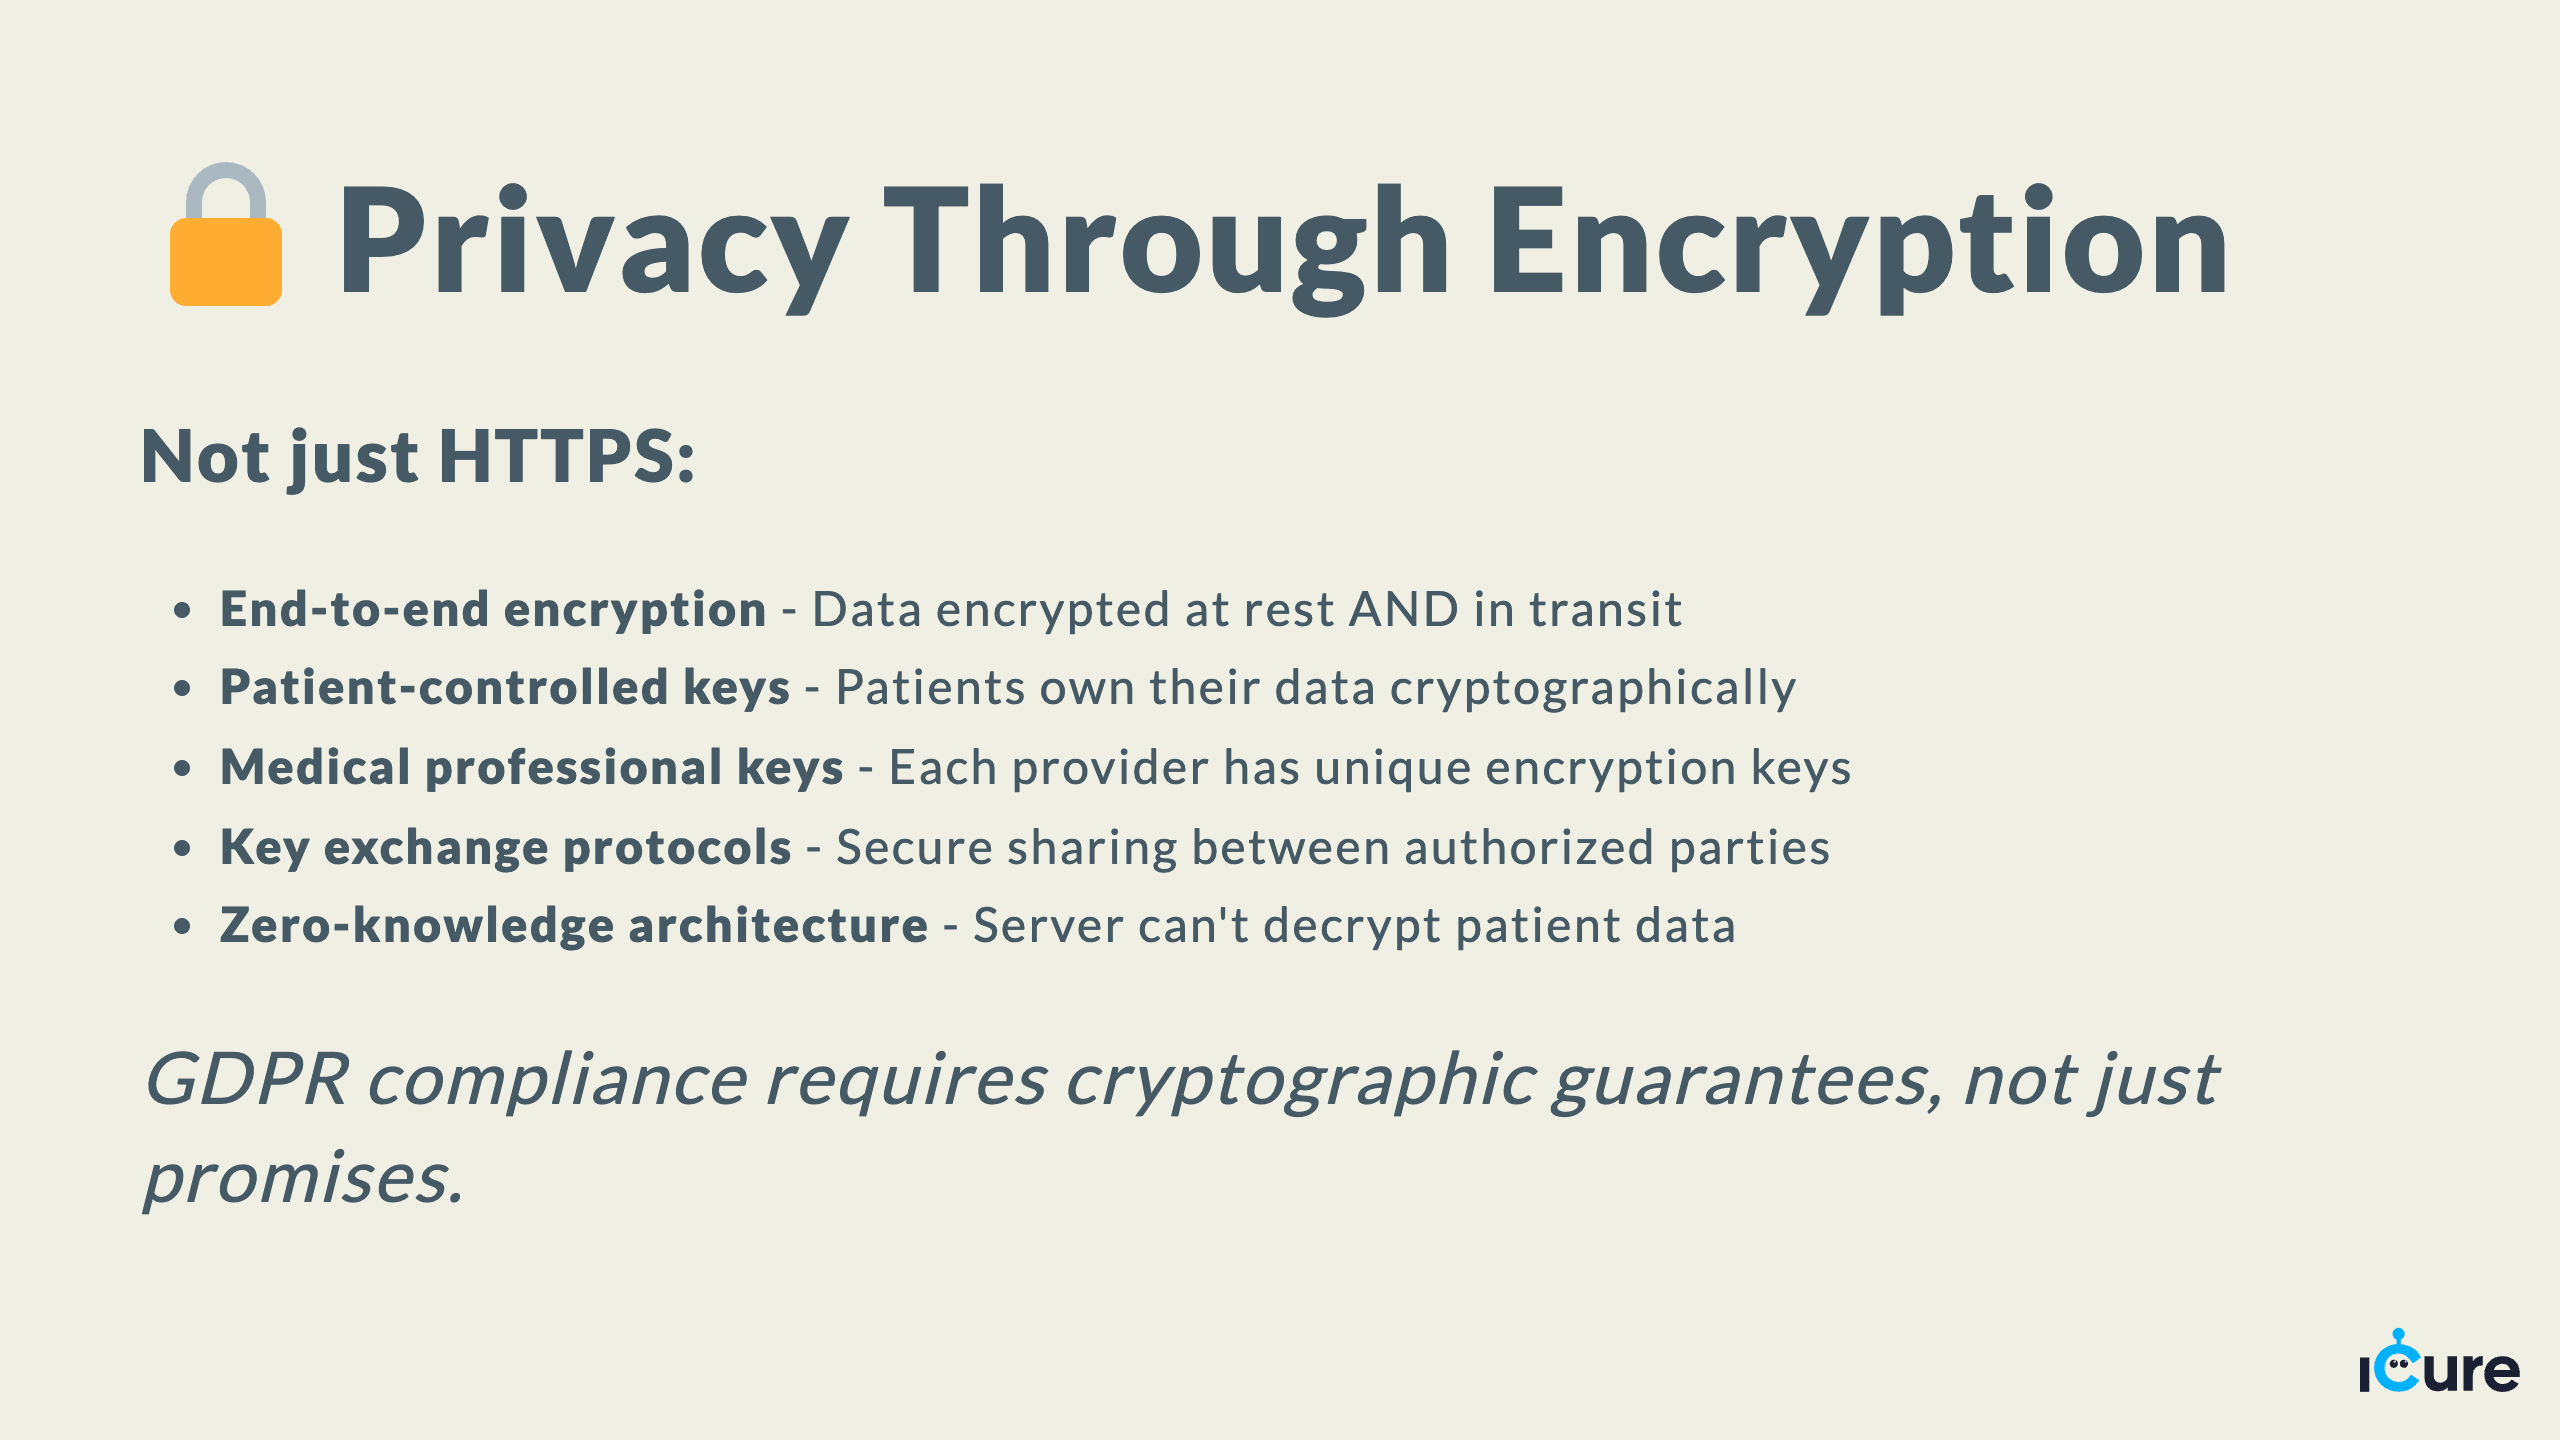 Privacy Through Encryption
Not just HTTPS:
• End-to-end encryption - Data encrypted at rest AND in transit
• Patient-controlled keys - Patients own their data cryptographically
• Medical professional keys - Each provider has unique encryption keys
• Key exchange protocols - Secure sharing between authorized parties
• Zero-knowledge architecture - Server can't decrypt patient data
GDPR compliance requires cryptographic guarantees, not just
promises.
iCure